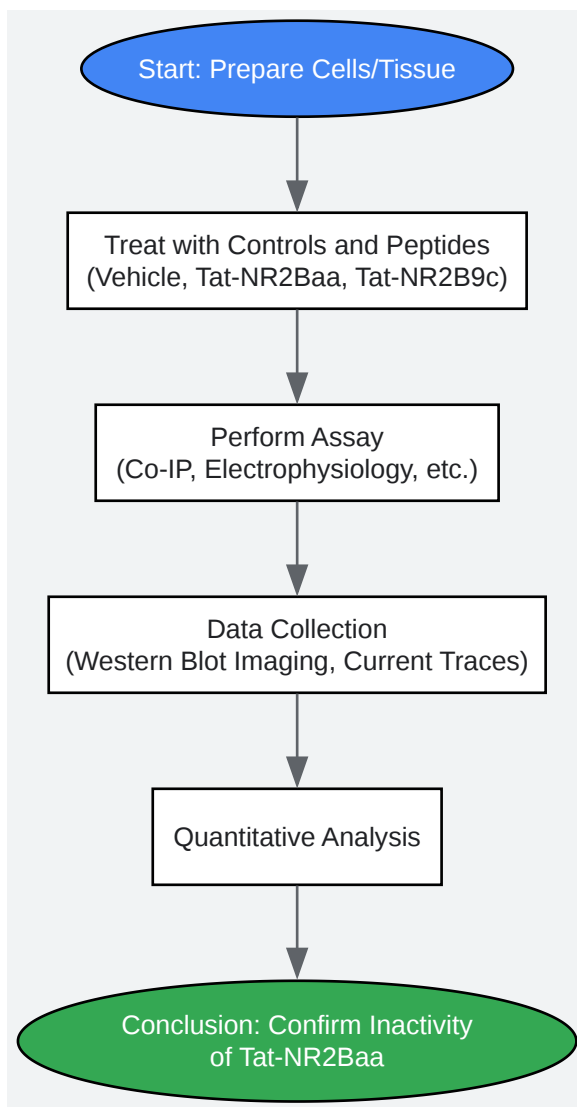 Start: Prepare Cells/Tissue
Treat with Controls and Peptides
(Vehicle, Tat-NR2Baa, Tat-NR2B9c)
Perform Assay
(Co-IP, Electrophysiology, etc.)
Data Collection
(Western Blot Imaging, Current Traces)
Quantitative Analysis
Conclusion: Confirm Inactivity
of Tat-NR2Baa